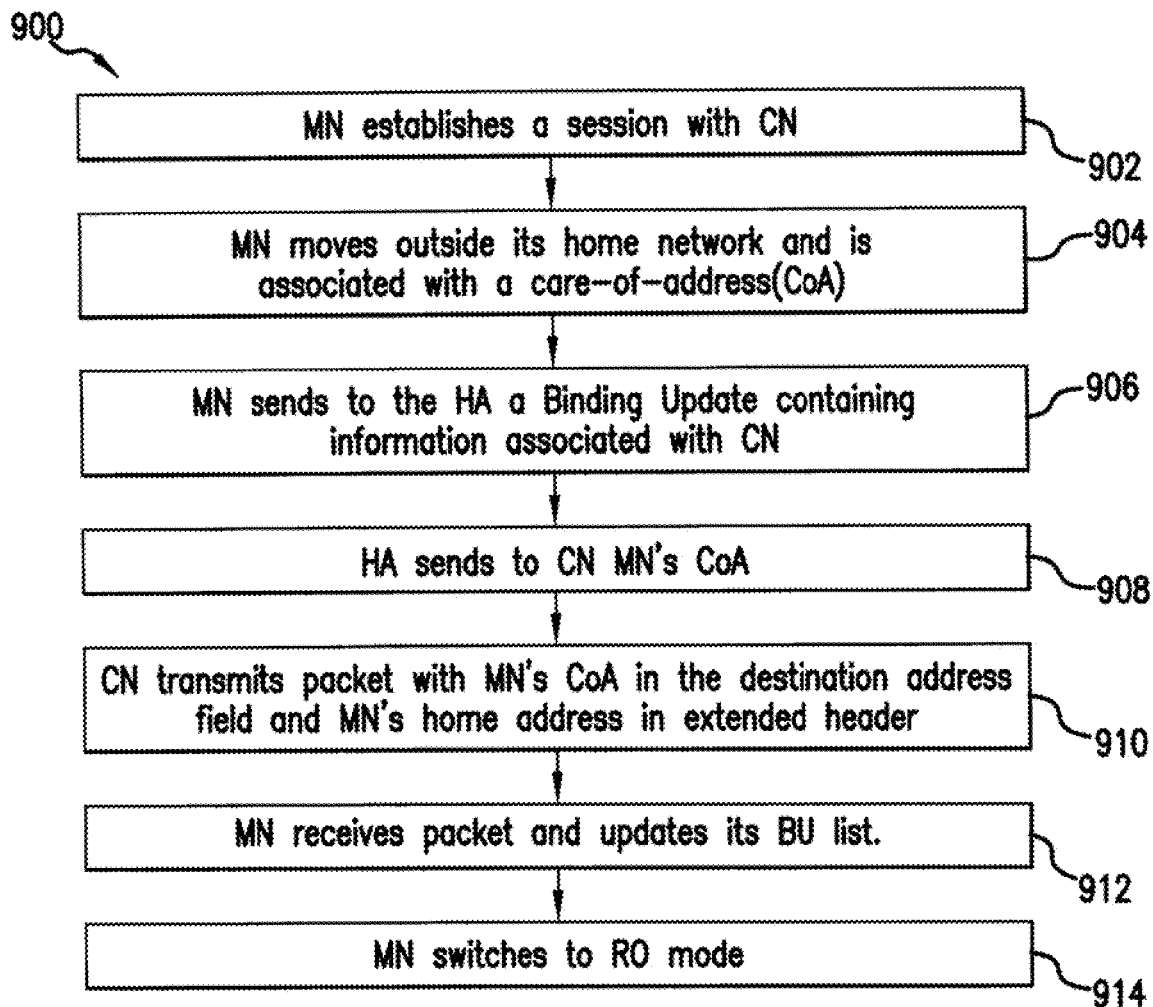 900
MN establishes a session with CN
902
MN moves outside its home network and is
associated with a care-of-address(CoA)
904
MN sends to the HA a Binding Update containing
information associated with CN
906
HA sends to CN MN's CoA
908
CN transmits packet with MN's CoA in the destination address
field and MN's home address in extended header
910
MN receives packet and updates its BU list.
912
MN switches to RO mode
914